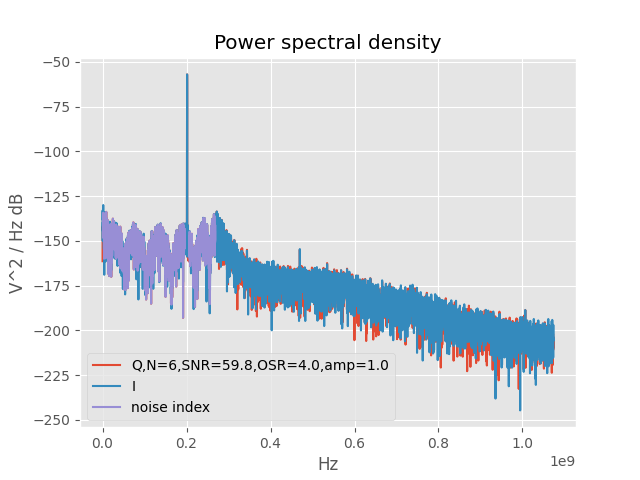 Power spectral density
V^2 / Hz dB
−50
−75
−100
−125
−150
−175
−200
−225
−250
Q,N=6,SNR=59.8,OSR=4.0,amp=1.0
I
noise index
0.0 0.2 0.4 0.6 0.8 1.0
1e9
Hz